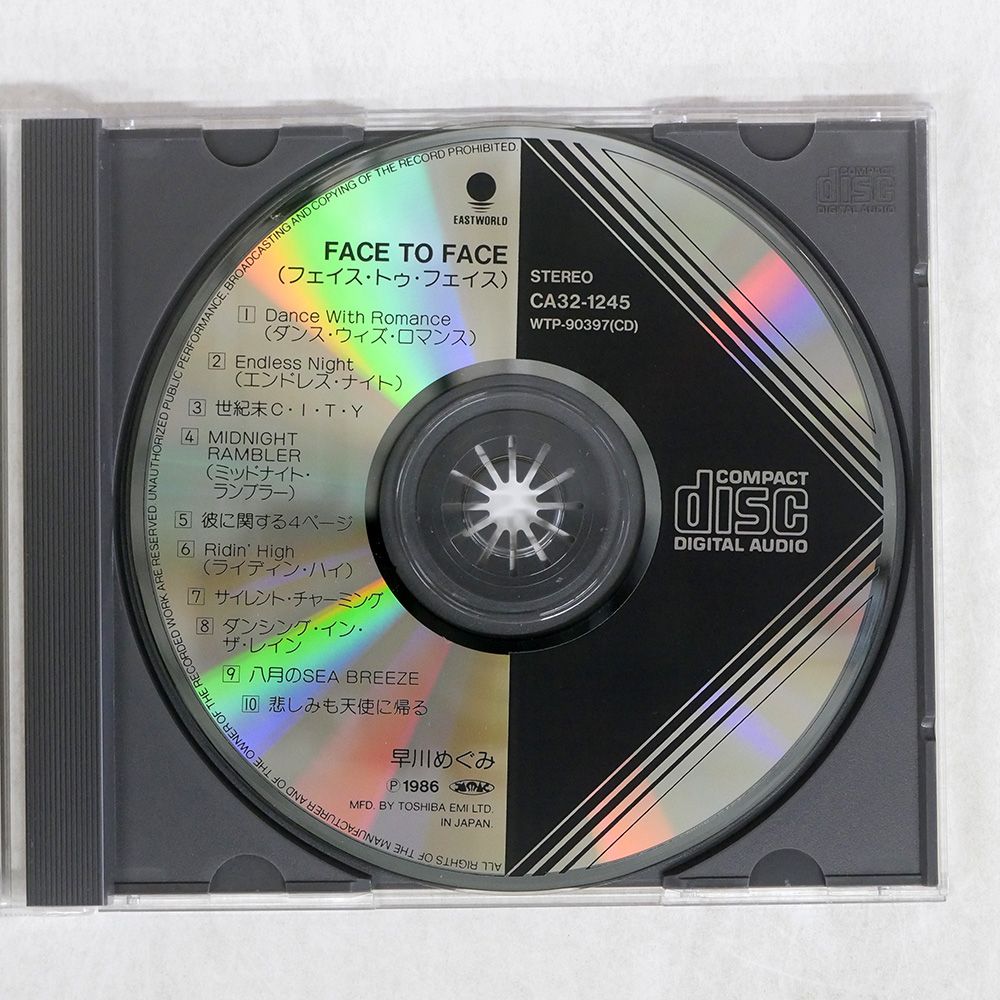 EASTWORLD
FACE TO FACE
(フェイス・トゥ・フェイス)
1 Dance With Romance
(ダンス・ウィズ・ロマンス)
2 Endless Night
(エンドレス・ナイト)
3 世紀末C・I・T・Y
4 MIDNIGHT
RAMBLER
(ミッドナイト・
ランブラー)
5 彼に関する4ページ
6 Ridin' High
(ライディン・ハイ)
7 サイレント・チャーミング
8 ダンシング・イン・
ザ・レイン
9 八月のSEA BREEZE
10 悲しみも天使に帰る
早川めぐみ
Ⓟ1986
MFD. BY TOSHIBA EMI LTD.
IN JAPAN.
STEREO
CA32-1245
WTP-90397(CD)
COMPACT
disc
DIGITAL AUDIO
ALL RIGHTS OF THE MANUFACTURER AND OF THE OWNER OF THE RECORDED WORK ARE RESERVED. UNAUTHORIZED PUBLIC PERFORMANCE, BROADCASTING AND COPYING OF THE RECORD PROHIBITED
COMPACT
disc
DIGITAL AUDIO